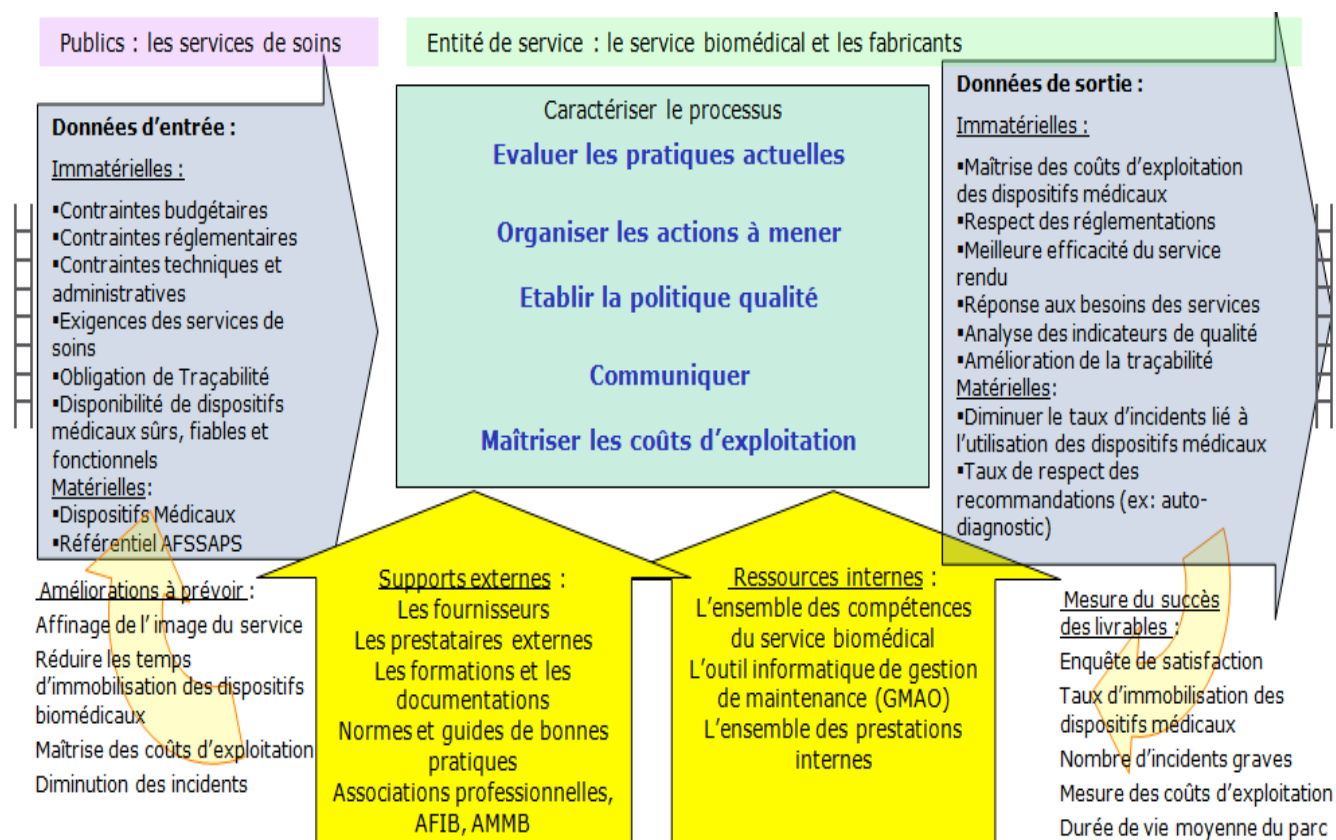 Publics : les services de soins
Entité de service : le service biomédical et les fabricants
Données d'entrée :
Immatérielles :
▪Contraintes budgétaires
▪Contraintes réglementaires
▪Contraintes techniques et
administratives
▪Exigences des services de
soins
▪Obligation de Traçabilité
▪Disponibilité de dispositifs
médicaux sûrs, fiables et
fonctionnels
Matérielles:
▪Dispositifs Médicaux
▪Référentiel AFSSAPS
Caractériser le processus
Evaluer les pratiques actuelles
Organiser les actions à mener
Etablir la politique qualité
Communiquer
Maîtriser les coûts d'exploitation
Données de sortie :
Immatérielles :
▪Maîtrise des coûts d'exploitation
des dispositifs médicaux
▪Respect des réglementations
▪Meilleure efficacité du service
rendu
▪Réponse aux besoins des services
▪Analyse des indicateurs de qualité
▪Amélioration de la traçabilité
Matérielles:
▪Diminuer le taux d'incidents lié à
l'utilisation des dispositifs médicaux
▪Taux de respect des
recommandations (ex: auto-
diagnostic)
Améliorations à prévoir :
Affinage de l' image du service
Réduire les temps
d'immobilisation des dispositifs
biomédicaux
Maîtrise des coûts d'exploitation
Diminution des incidents
Supports externes :
Les fournisseurs
Les prestataires externes
Les formations et les
documentations
Normes et guides de bonnes
pratiques
Associations professionnelles,
AFIB, AMMB
Ressources internes :
L'ensemble des compétences
du service biomédical
L'outil informatique de gestion
de maintenance (GMAO)
L'ensemble des prestations
internes
Mesure du succès
des livrables :
Enquête de satisfaction
Taux d'immobilisation des
dispositifs médicaux
Nombre d'incidents graves
Mesure des coûts d'exploitation
Durée de vie moyenne du parc